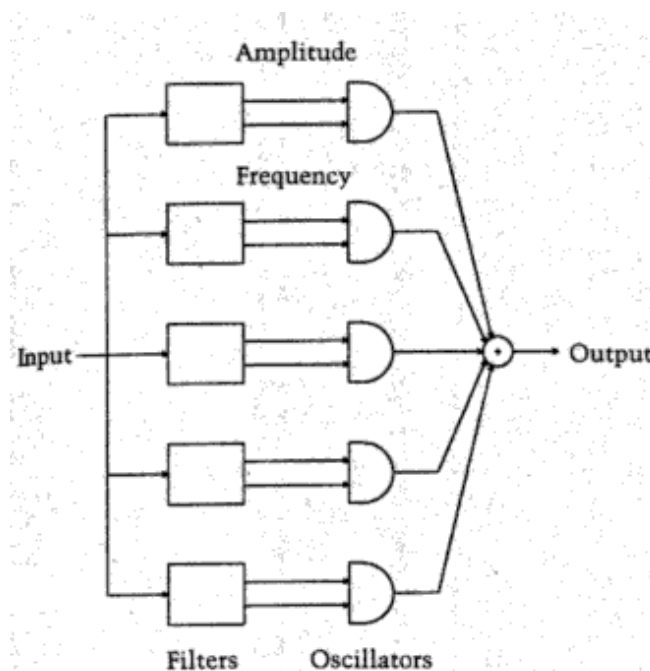 Amplitude
Frequency
Input
Output
Filters
Oscillators